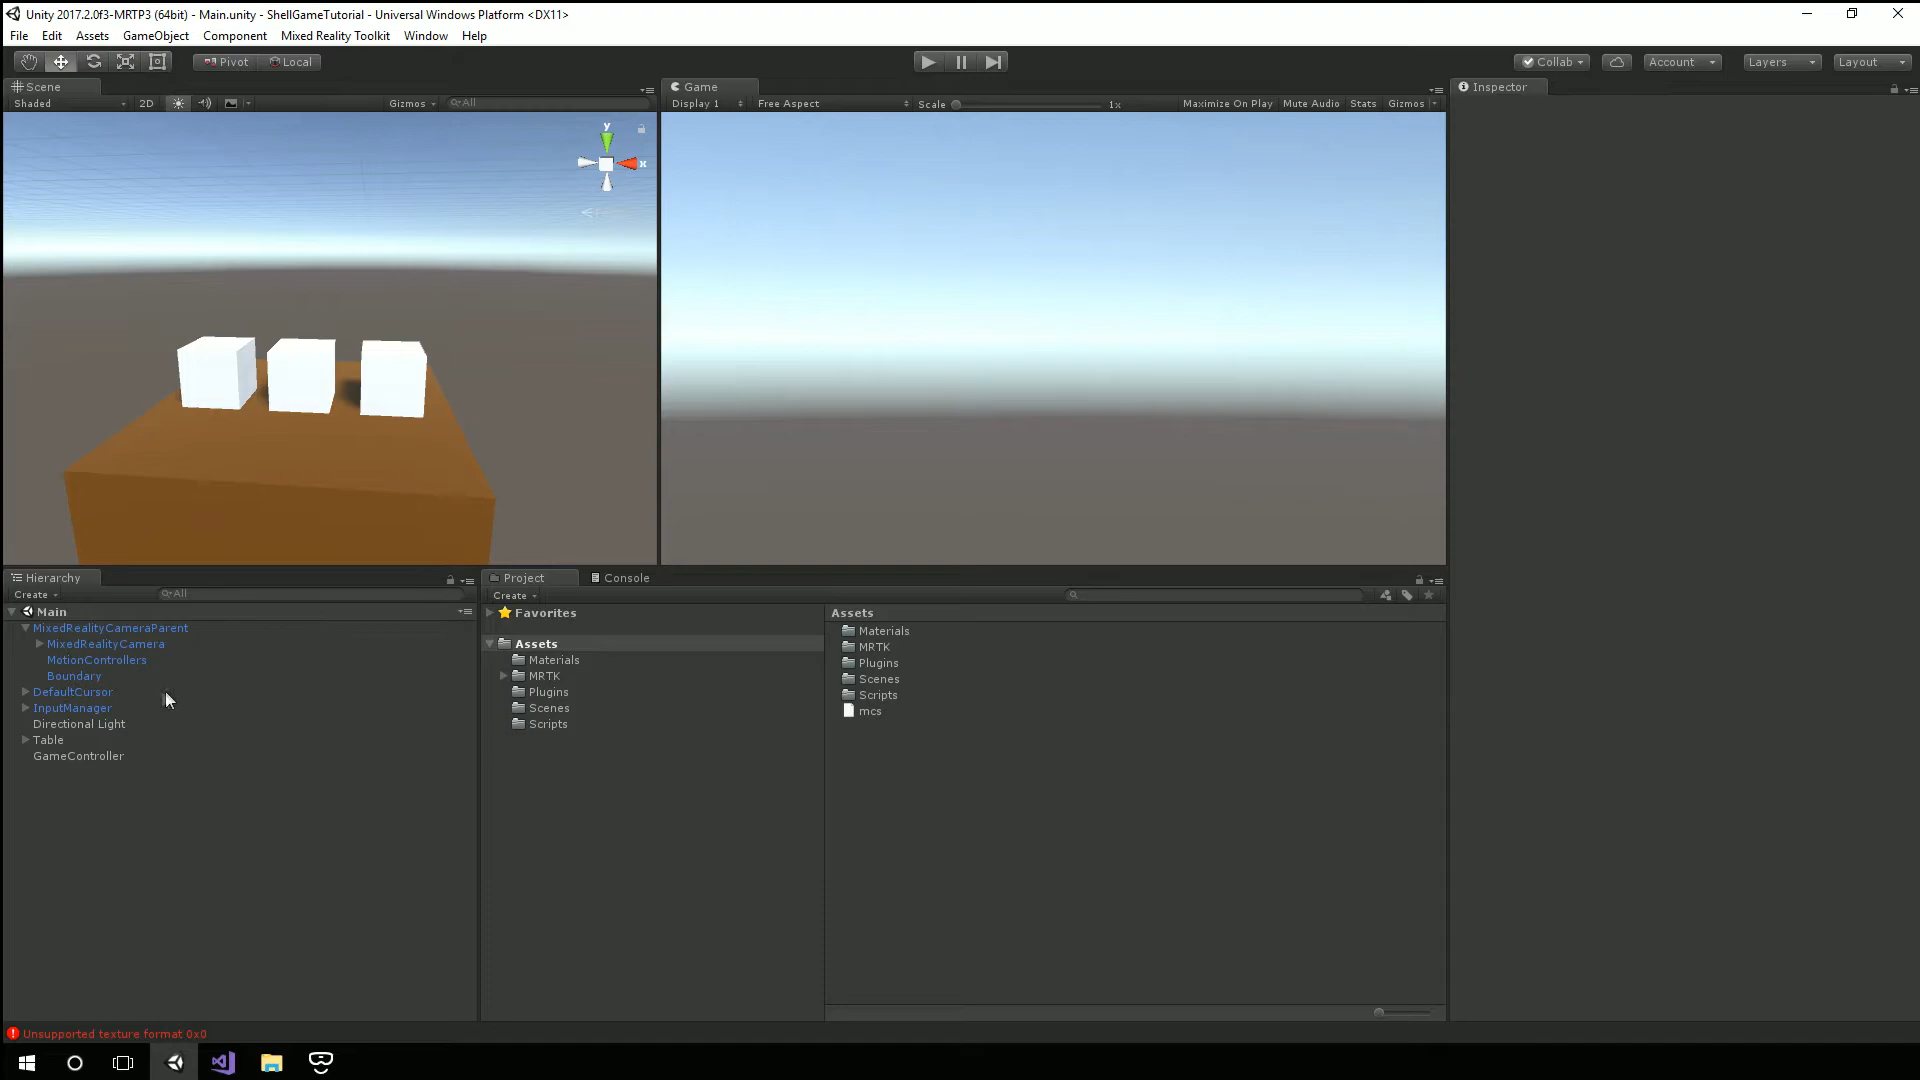 Unity 2017.2.0f3-MRTP3 (64bit) - Main.unity - ShellGameTutorial - Universal Windows Platform <DX11>
File Edit Assets GameObject Component Mixed Reality Toolkit Window Help
Pivot Local
Collab Account Layers Layout
Scene
Game
Inspector
Shaded 2D Gizmos All
Display 1 Free Aspect Scale 1x Maximize On Play Mute Audio Stats Gizmos
y
x
Hierarchy
Project
Console
Create All
Create
Main
MixedRealityCameraParent
MixedRealityCamera
MotionControllers
Boundary
DefaultCursor
InputManager
Directional Light
Table
GameController
Favorites
Assets
Materials
MRTK
Plugins
Scenes
Scripts
Assets
Materials
MRTK
Plugins
Scenes
Scripts
mcs
Unsupported texture format 0x0